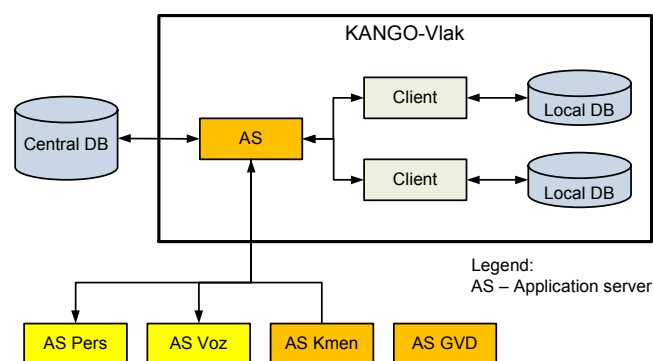 KANGO-Vlak
Client
Local DB
Central DB
AS
Client
Local DB
Legend:
AS – Application server
AS Pers
AS Voz
AS Kmen
AS GVD